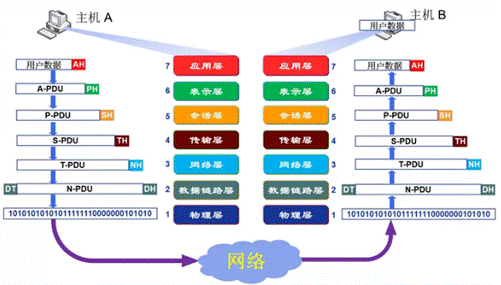 主机 A
主机 B
用户数据
用户数据 AH 7 应用层 应用层 7 用户数据 AH
A-PDU PH 6 表示层 表示层 6 A-PDU PH
P-PDU SH 5 会话层 会话层 5 P-PDU SH
S-PDU TH 4 传输层 传输层 4 S-PDU TH
T-PDU NH 3 网络层 网络层 3 T-PDU NH
DT N-PDU DH 2 数据链路层 数据链路层 2 DT N-PDU DH
1 物理层 物理层 1
网络